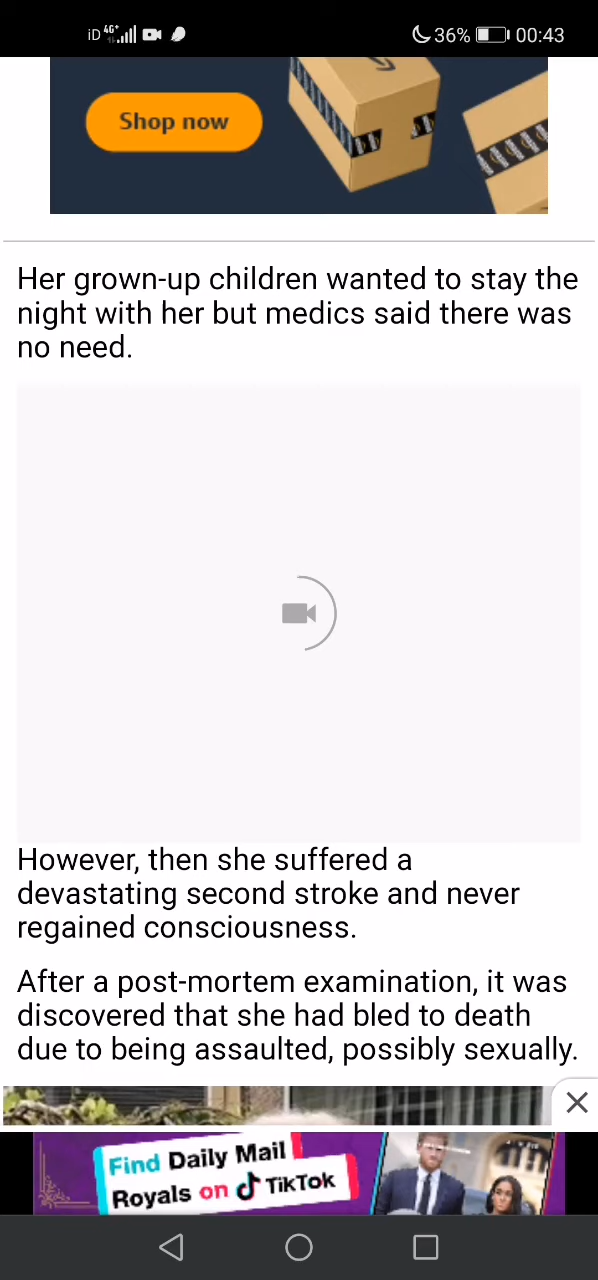 iD 4G+ 36% 00:43
Shop now
Her grown-up children wanted to stay the
night with her but medics said there was
no need.
However, then she suffered a
devastating second stroke and never
regained consciousness.
After a post-mortem examination, it was
discovered that she had bled to death
due to being assaulted, possibly sexually.
Find Daily Mail
Royals on TikTok